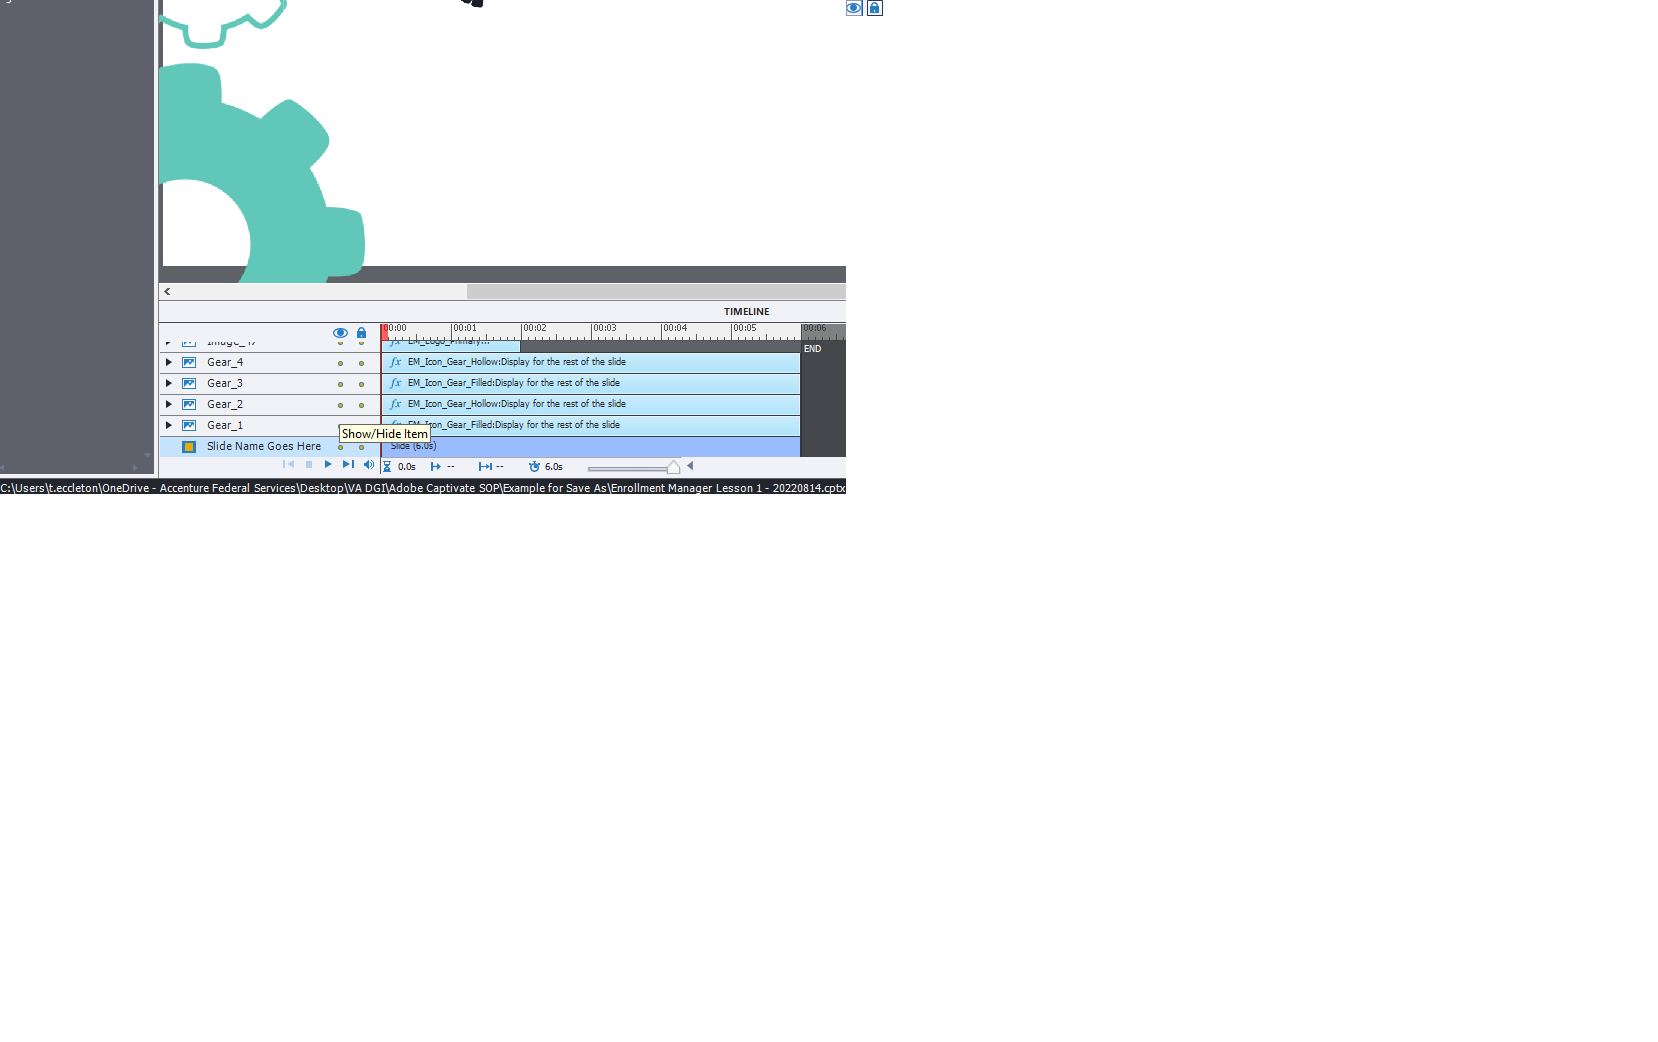 TIMELINE
00:00 00:01 00:02 00:03 00:04 00:05 00:06
EM_Logo_Primary...
END
Gear_4 fx EM_Icon_Gear_Hollow:Display for the rest of the slide
Gear_3 fx EM_Icon_Gear_Filled:Display for the rest of the slide
Gear_2 fx EM_Icon_Gear_Hollow:Display for the rest of the slide
Gear_1 fx EM_Icon_Gear_Filled:Display for the rest of the slide
Show/Hide Item
Slide Name Goes Here Slide (6.0s)
0.0s -- -- 6.0s
C:\Users\t.eccleton\OneDrive - Accenture Federal Services\Desktop\VA DGI\Adobe Captivate SOP\Example for Save As\Enrollment Manager Lesson 1 - 20220814.cptx